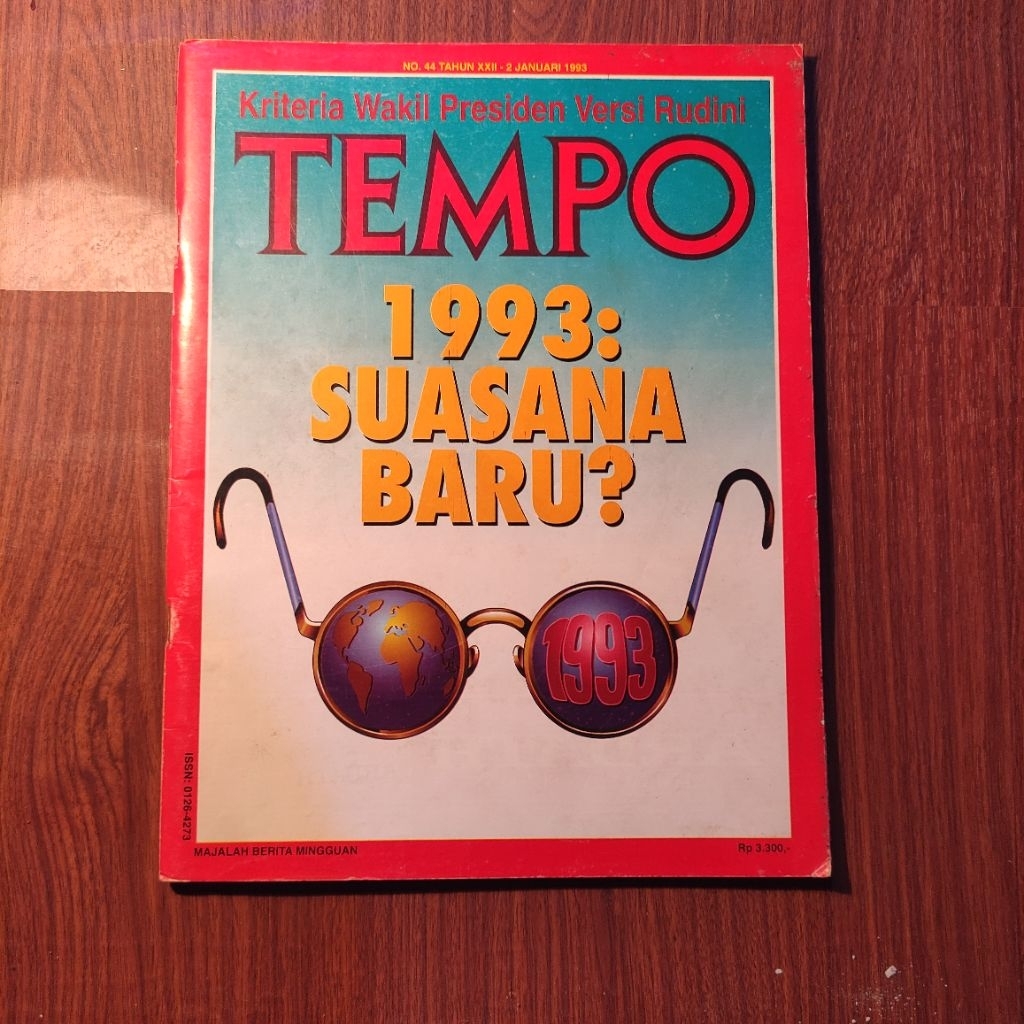 NO. 44 TAHUN XXII - 2 JANUARI 1993
Kriteria Wakil Presiden Versi Rudini
TEMPO
1993:
SUASANA
BARU?
1993
ISSN: 0126-4273
MAJALAH BERITA MINGGUAN
Rp 3.300,-